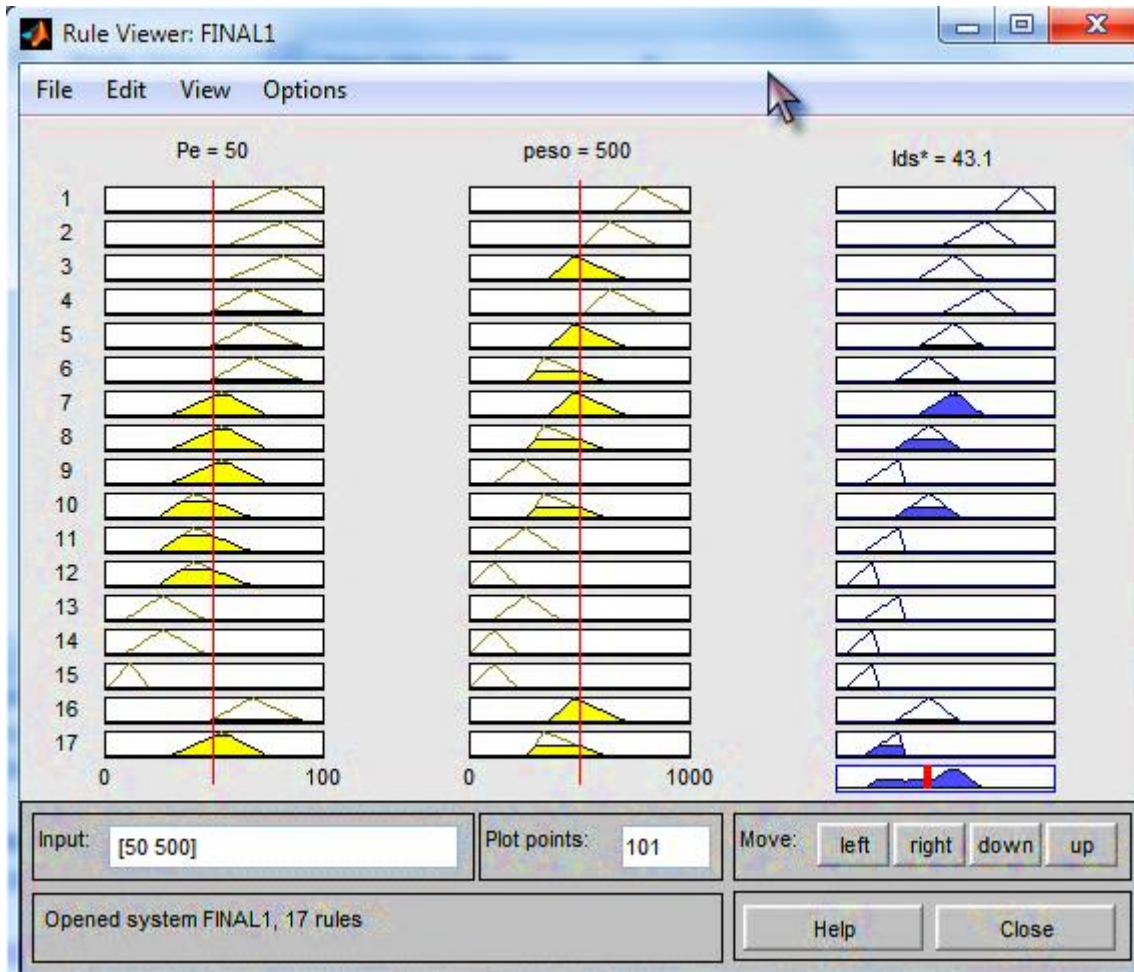 Rule Viewer: FINAL1
File Edit View Options
Pe = 50 peso = 500 Ids* = 43.1
1
2
3
4
5
6
7
8
9
10
11
12
13
14
15
16
17
0 100 0 1000
Input: [50 500] Plot points: 101 Move: left right down up
Opened system FINAL1, 17 rules Help Close